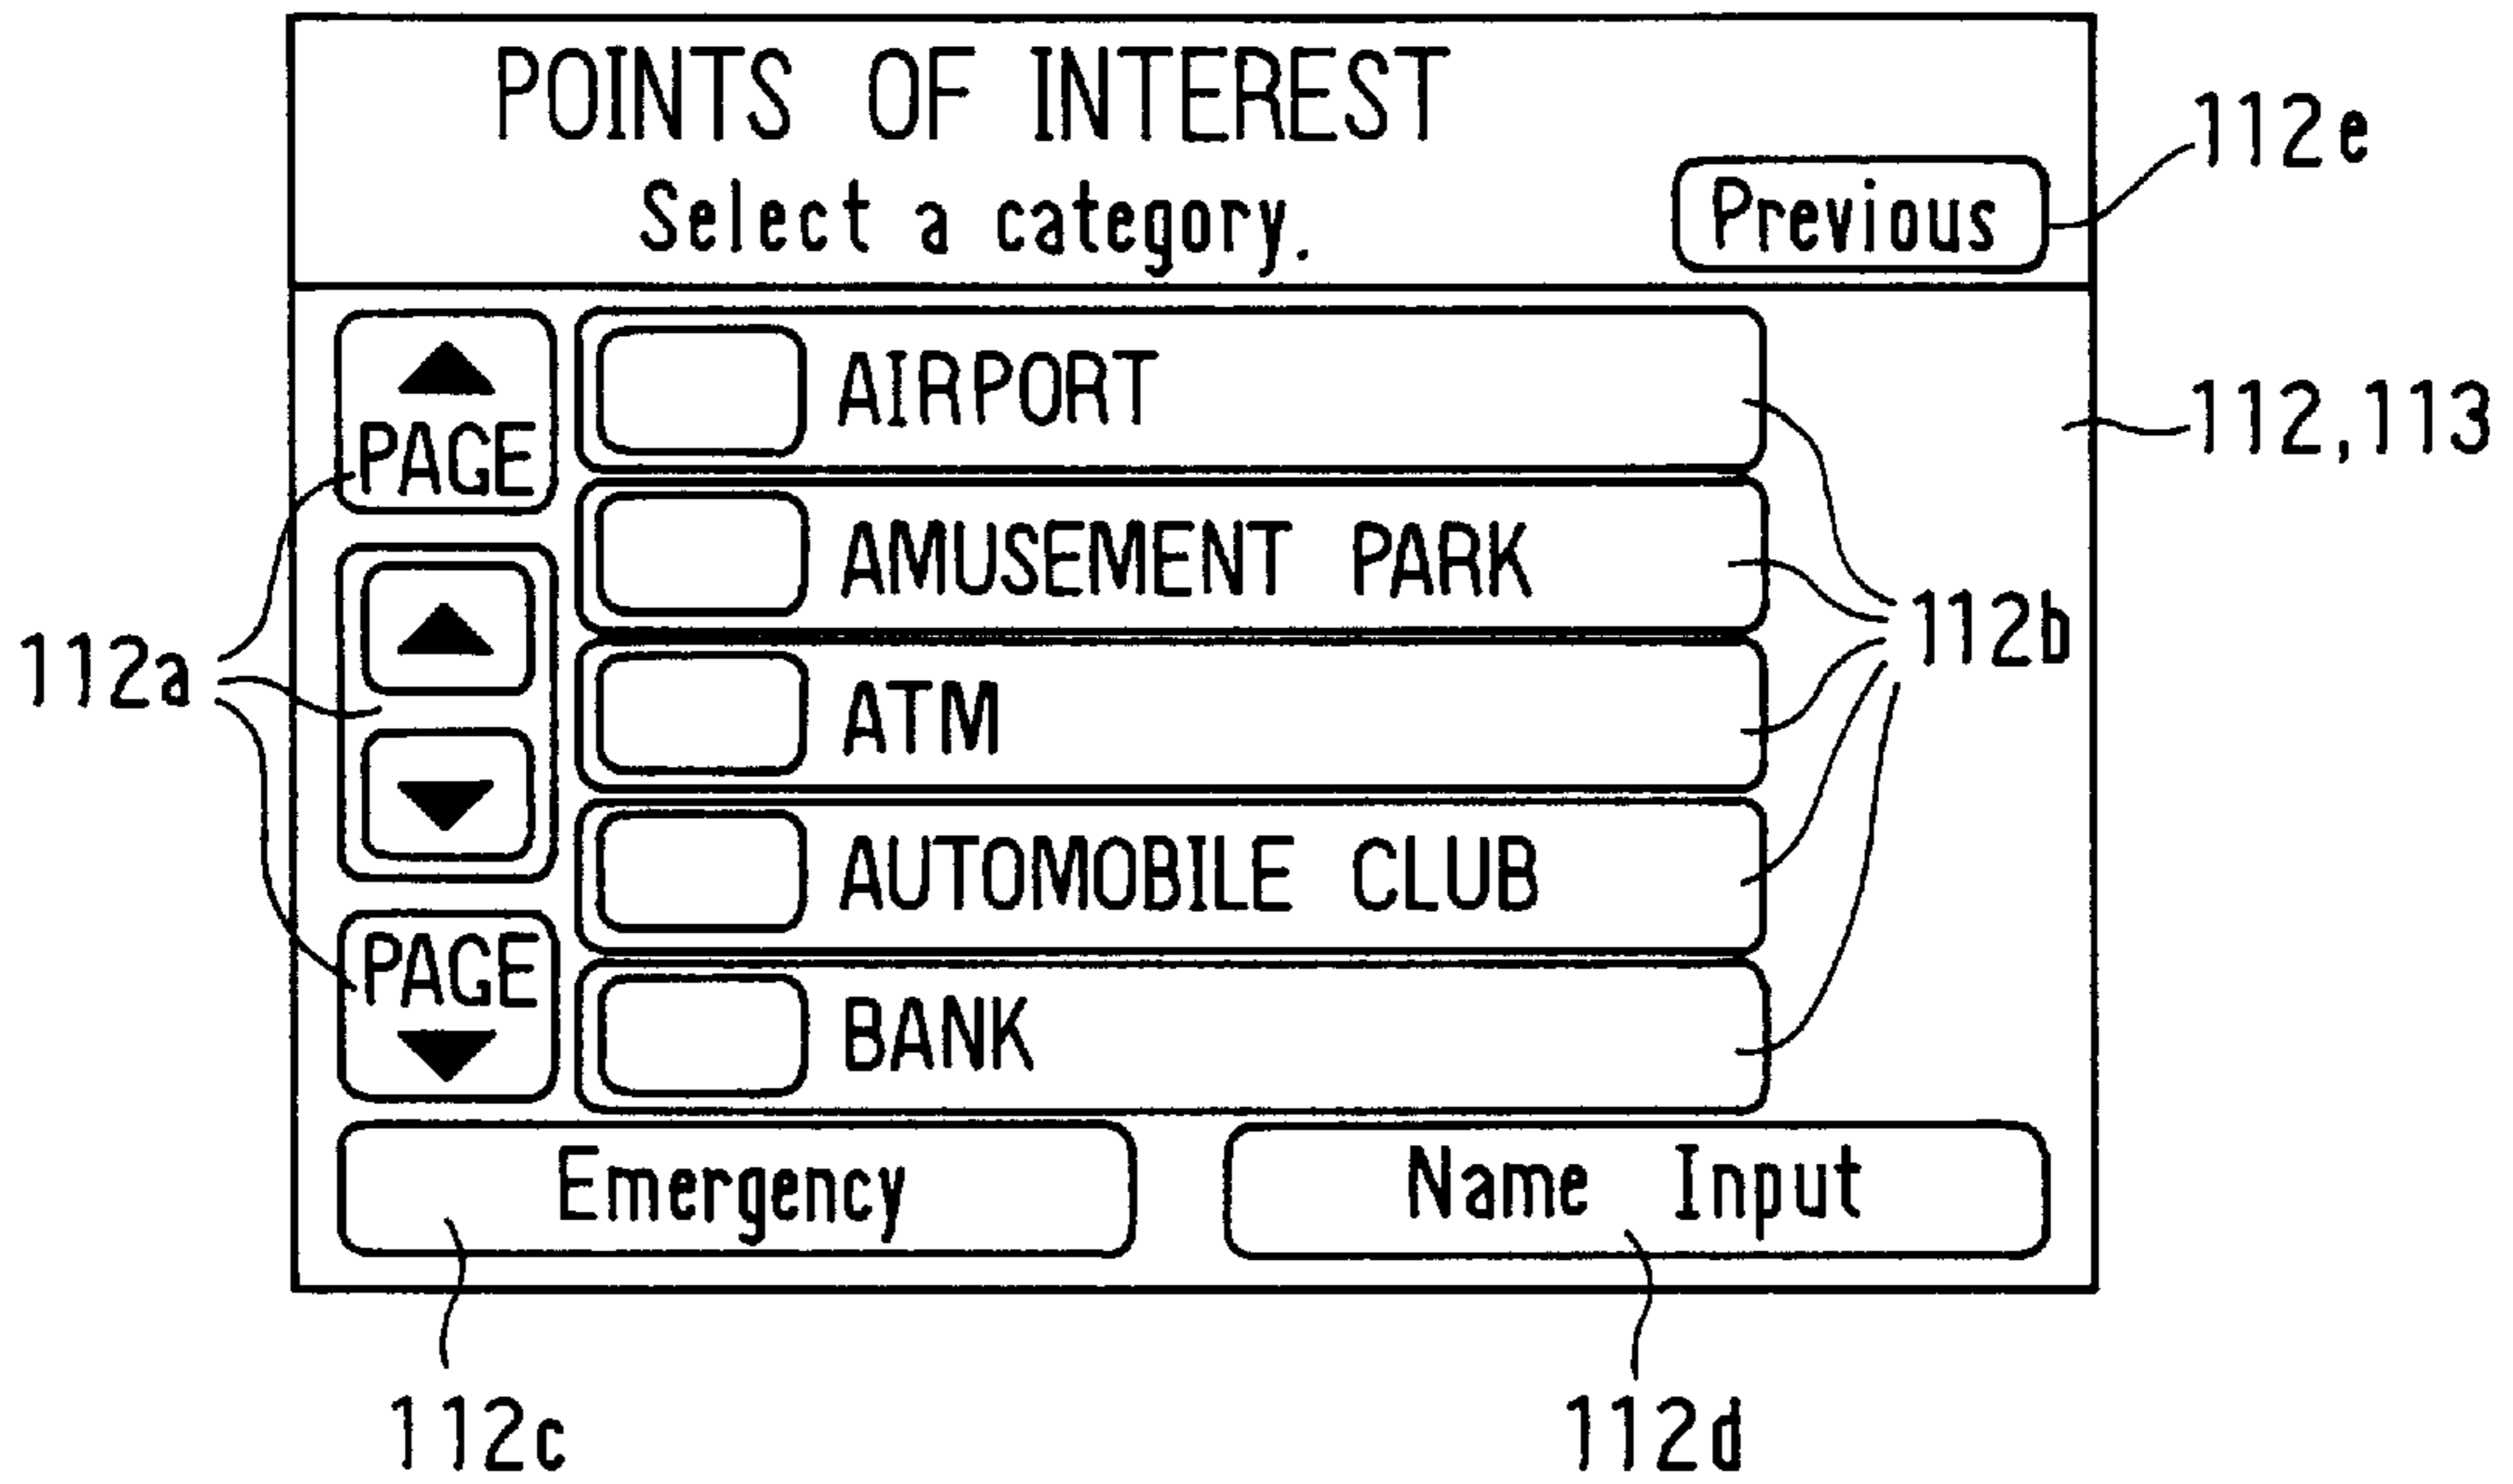 POINTS OF INTEREST
Select a category.
Previous
112e
PAGE
AIRPORT
112,113
AMUSEMENT PARK
112a
112b
ATM
AUTOMOBILE CLUB
PAGE
BANK
Emergency
Name Input
112c
112d